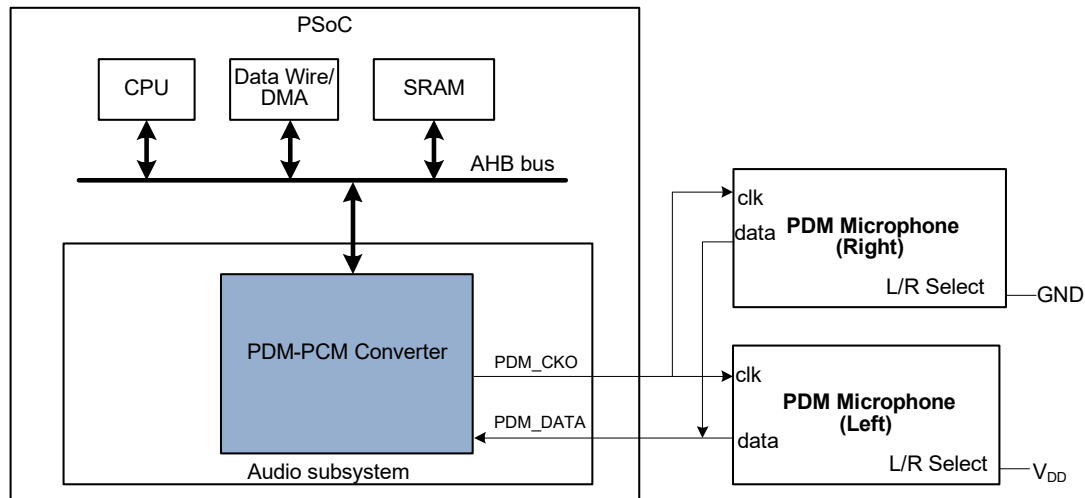 PSoC
CPU
Data Wire/
DMA
SRAM
AHB bus
PDM-PCM Converter
Audio subsystem
PDM_CKO
PDM_DATA
clk
data
PDM Microphone
(Right)
L/R Select
GND
clk
data
PDM Microphone
(Left)
L/R Select
VDD